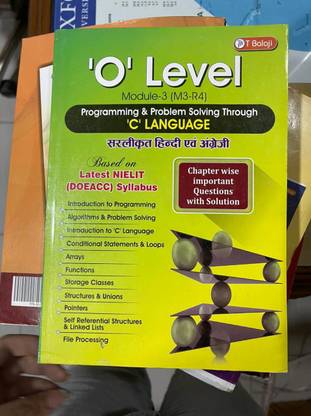 T Balaji
'O' Level
Module-3 (M3-R4)
Programming & Problem Solving Through
'C' LANGUAGE
सरलीकृत हिन्दी एवं अंग्रेजी
Based on
Latest NIELIT
(DOEACC) Syllabus
Chapter wise
important
Questions
with Solution
Introduction to Programming
Algorithms & Problem Solving
Introduction to 'C' Language
Conditional Statements & Loops
Arrays
Functions
Storage Classes
Structures & Unions
Pointers
Self Referential Structures
& Linked Lists
File Processing